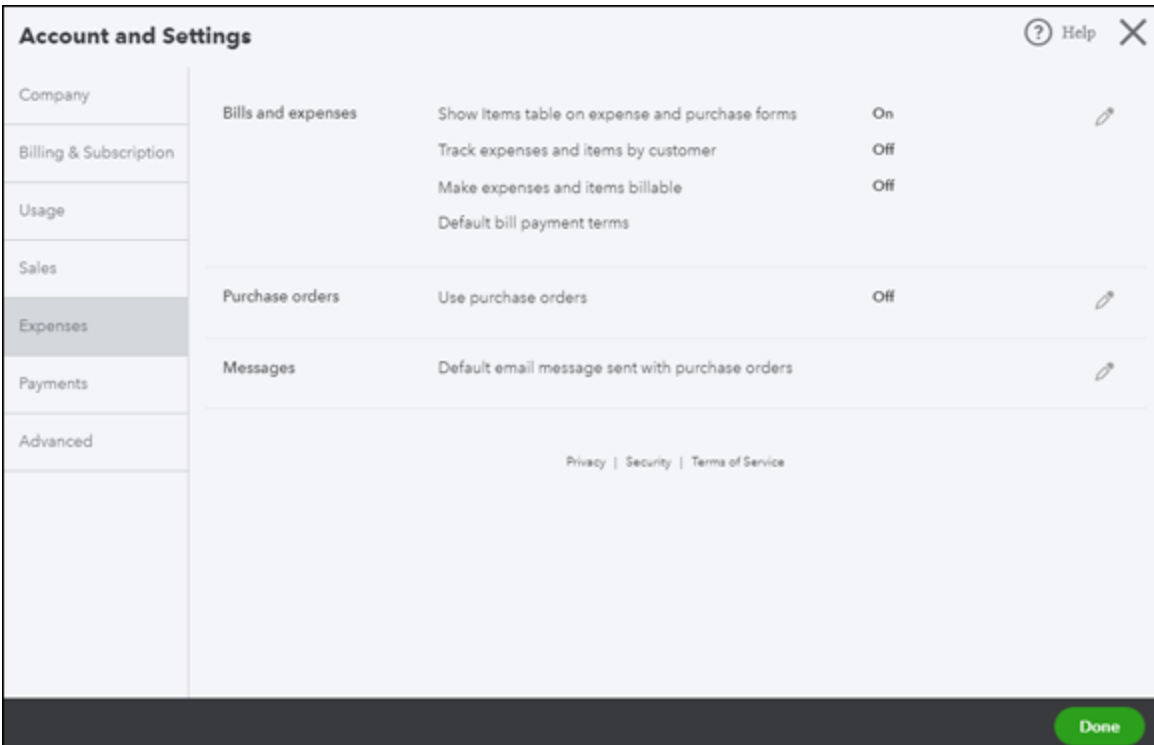 Account and Settings
? Help
Company
Billing & Subscription
Usage
Sales
Expenses
Payments
Advanced
Bills and expenses
Show Items table on expense and purchase forms On
Track expenses and items by customer Off
Make expenses and items billable Off
Default bill payment terms
Purchase orders Use purchase orders Off
Messages Default email message sent with purchase orders
Privacy | Security | Terms of Service
Done